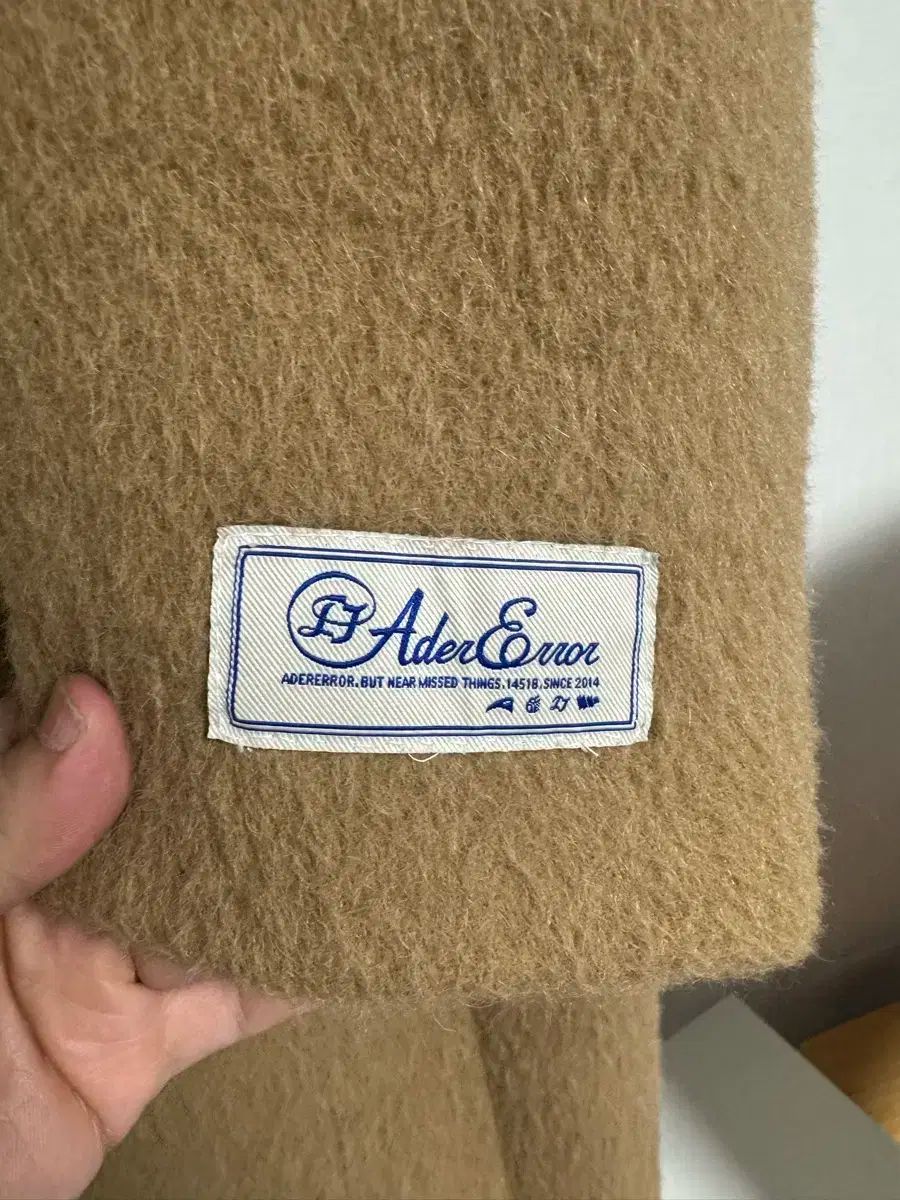 AderError
ADERERROR.BUT NEAR MISSED THINGS.14518.SINCE 2014